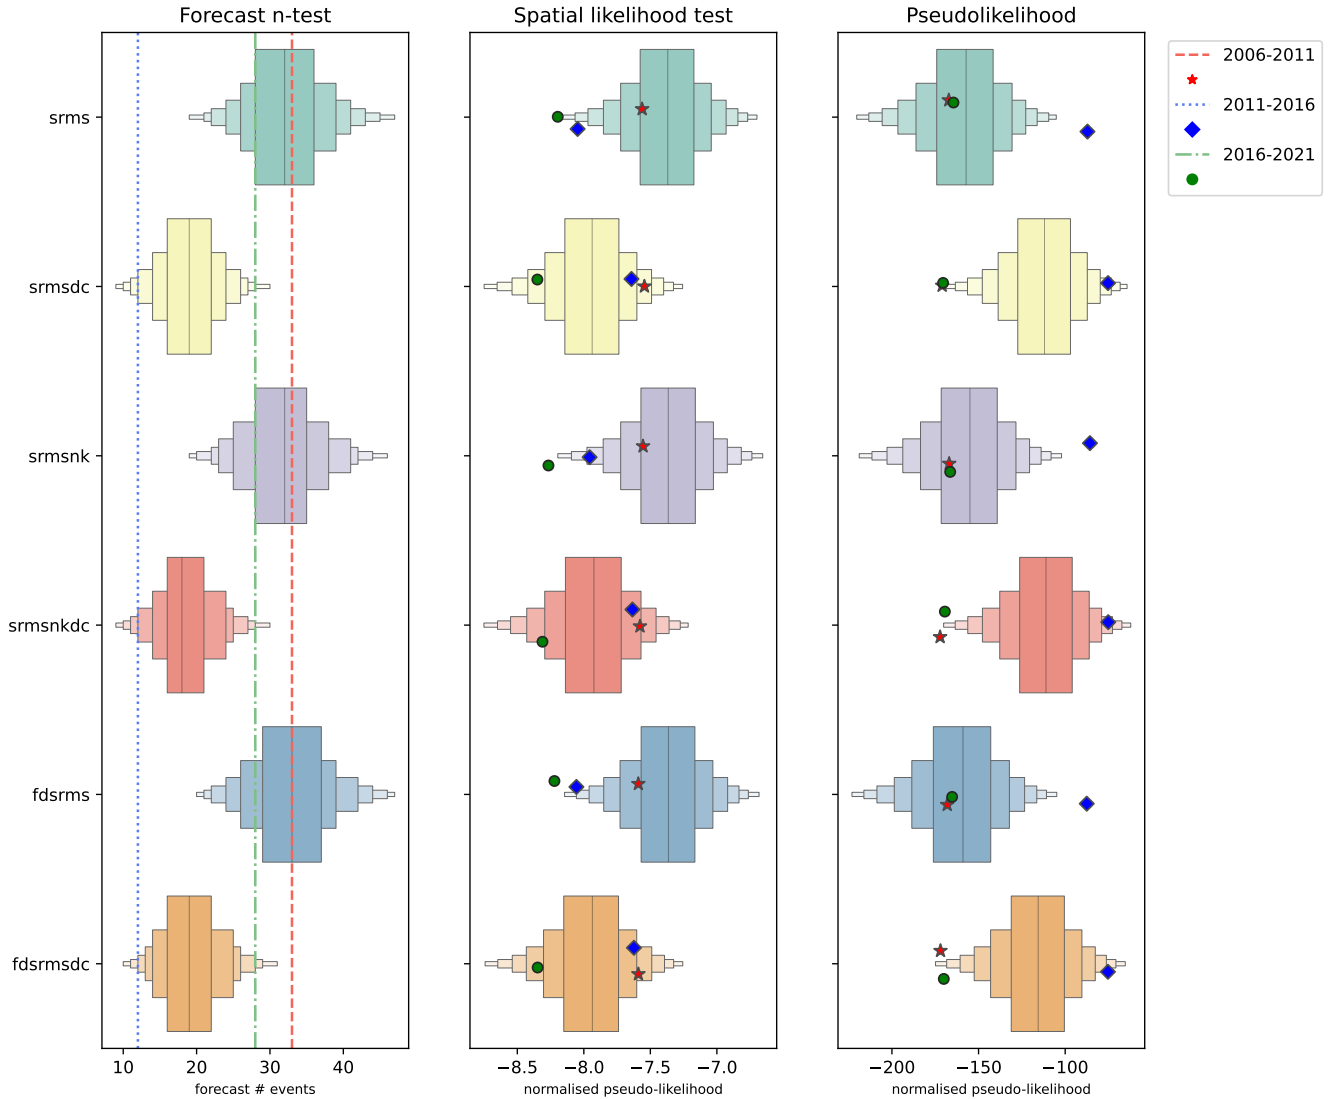 Forecast n-test
Spatial likelihood test
Pseudolikelihood
2006-2011
2011-2016
2016-2021
srms
srmsdc
srmsnk
srmsnkdc
fdsrms
fdsrmsdc
10 20 30 40
−8.5 −8.0 −7.5 −7.0
−200 −150 −100
forecast # events
normalised pseudo-likelihood
normalised pseudo-likelihood